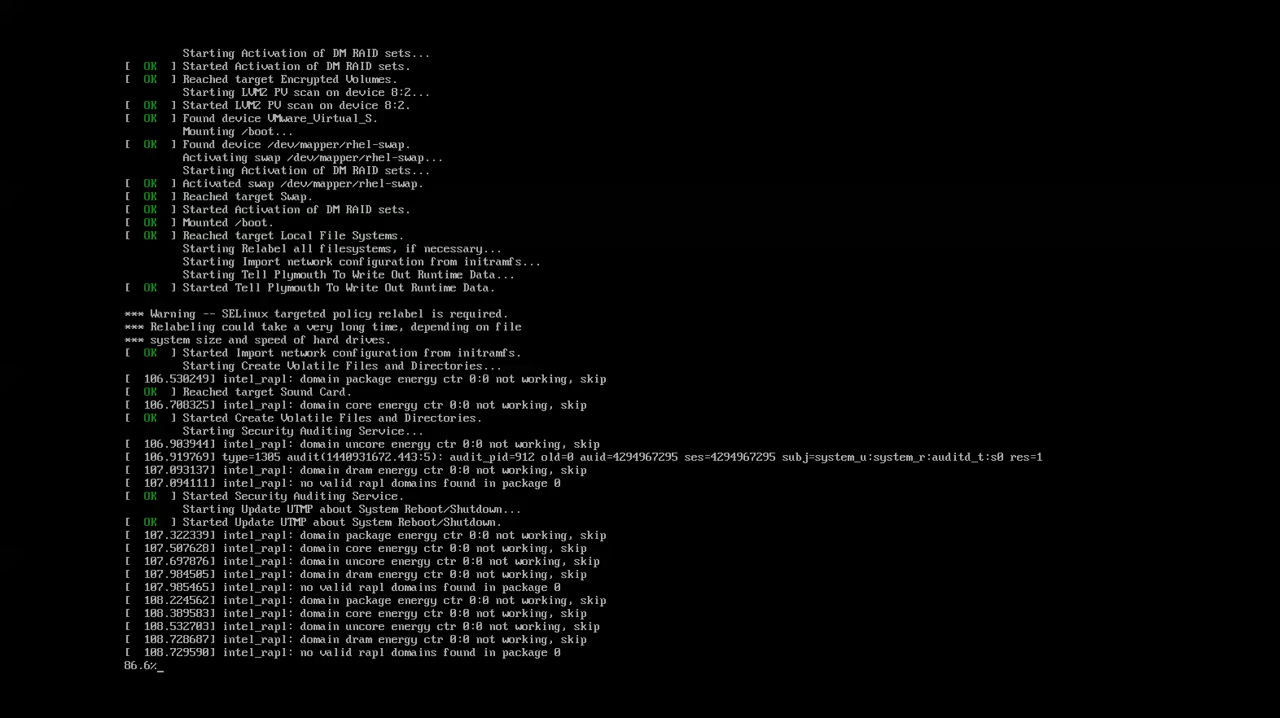 Starting Activation of DM RAID sets...
[  OK  ] Started Activation of DM RAID sets.
[  OK  ] Reached target Encrypted Volumes.
Starting LVM2 PV scan on device 8:2...
[  OK  ] Started LVM2 PV scan on device 8:2.
[  OK  ] Found device VMware_Virtual_S.
Mounting /boot...
[  OK  ] Found device /dev/mapper/rhel-swap.
Activating swap /dev/mapper/rhel-swap...
Starting Activation of DM RAID sets...
[  OK  ] Activated swap /dev/mapper/rhel-swap.
[  OK  ] Reached target Swap.
[  OK  ] Started Activation of DM RAID sets.
[  OK  ] Mounted /boot.
[  OK  ] Reached target Local File Systems.
Starting Relabel all filesystems, if necessary...
Starting Import network configuration from initramfs...
Starting Tell Plymouth To Write Out Runtime Data...
[  OK  ] Started Tell Plymouth To Write Out Runtime Data.
*** Warning -- SELinux targeted policy relabel is required.
*** Relabeling could take a very long time, depending on file
*** system size and speed of hard drives.
[  OK  ] Started Import network configuration from initramfs.
Starting Create Volatile Files and Directories...
[  106.530249] intel_rapl: domain package energy ctr 0:0 not working, skip
[  OK  ] Reached target Sound Card.
[  106.708325] intel_rapl: domain core energy ctr 0:0 not working, skip
[  OK  ] Started Create Volatile Files and Directories.
Starting Security Auditing Service...
[  106.903944] intel_rapl: domain uncore energy ctr 0:0 not working, skip
[  106.919769] type=1305 audit(1440931672.443:5): audit_pid=912 old=0 auid=4294967295 ses=4294967295 subj=system_u:system_r:auditd_t:s0 res=1
[  107.093137] intel_rapl: domain dram energy ctr 0:0 not working, skip
[  107.094111] intel_rapl: no valid rapl domains found in package 0
[  OK  ] Started Security Auditing Service.
Starting Update UTMP about System Reboot/Shutdown...
[  OK  ] Started Update UTMP about System Reboot/Shutdown.
[  107.322339] intel_rapl: domain package energy ctr 0:0 not working, skip
[  107.507628] intel_rapl: domain core energy ctr 0:0 not working, skip
[  107.697876] intel_rapl: domain uncore energy ctr 0:0 not working, skip
[  107.984505] intel_rapl: domain dram energy ctr 0:0 not working, skip
[  107.985465] intel_rapl: no valid rapl domains found in package 0
[  108.224562] intel_rapl: domain package energy ctr 0:0 not working, skip
[  108.389583] intel_rapl: domain core energy ctr 0:0 not working, skip
[  108.532703] intel_rapl: domain uncore energy ctr 0:0 not working, skip
[  108.728687] intel_rapl: domain dram energy ctr 0:0 not working, skip
[  108.729590] intel_rapl: no valid rapl domains found in package 0
86.6%_